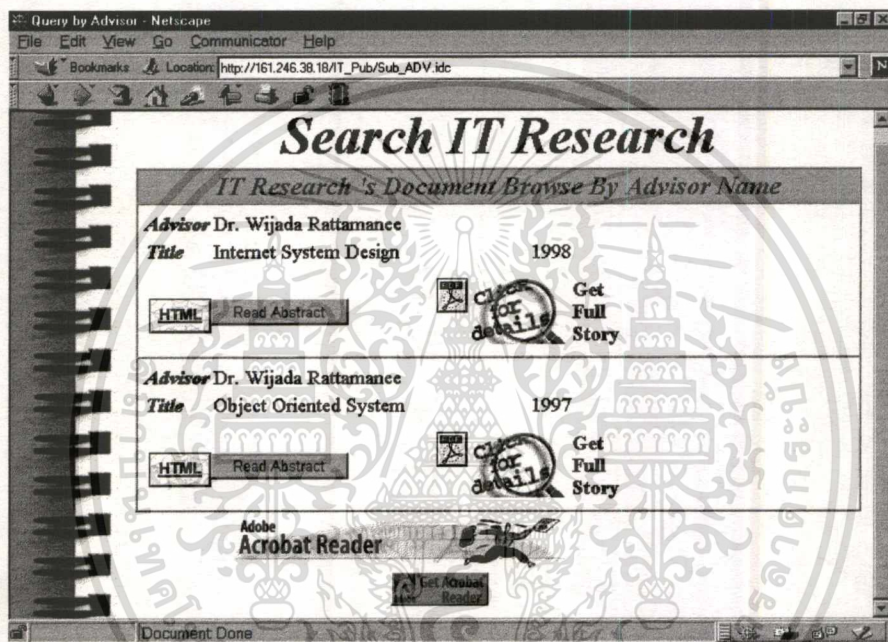 Query by Advisor - Netscape
File Edit View Go Communicator Help
Bookmarks Location: http://161.246.38.18/IT_Pub/Sub_ADV.idc
N
Search IT Research
IT Research 's Document Browse By Advisor Name
Advisor Dr. Wijada Rattamanee
Title Internet System Design 1998
HTML Read Abstract
Click for details
Get
Full
Story
Advisor Dr. Wijada Rattamanee
Title Object Oriented System 1997
HTML Read Abstract
Click for details
Get
Full
Story
Adobe
Acrobat Reader
Get Acrobat
Reader
Document Done